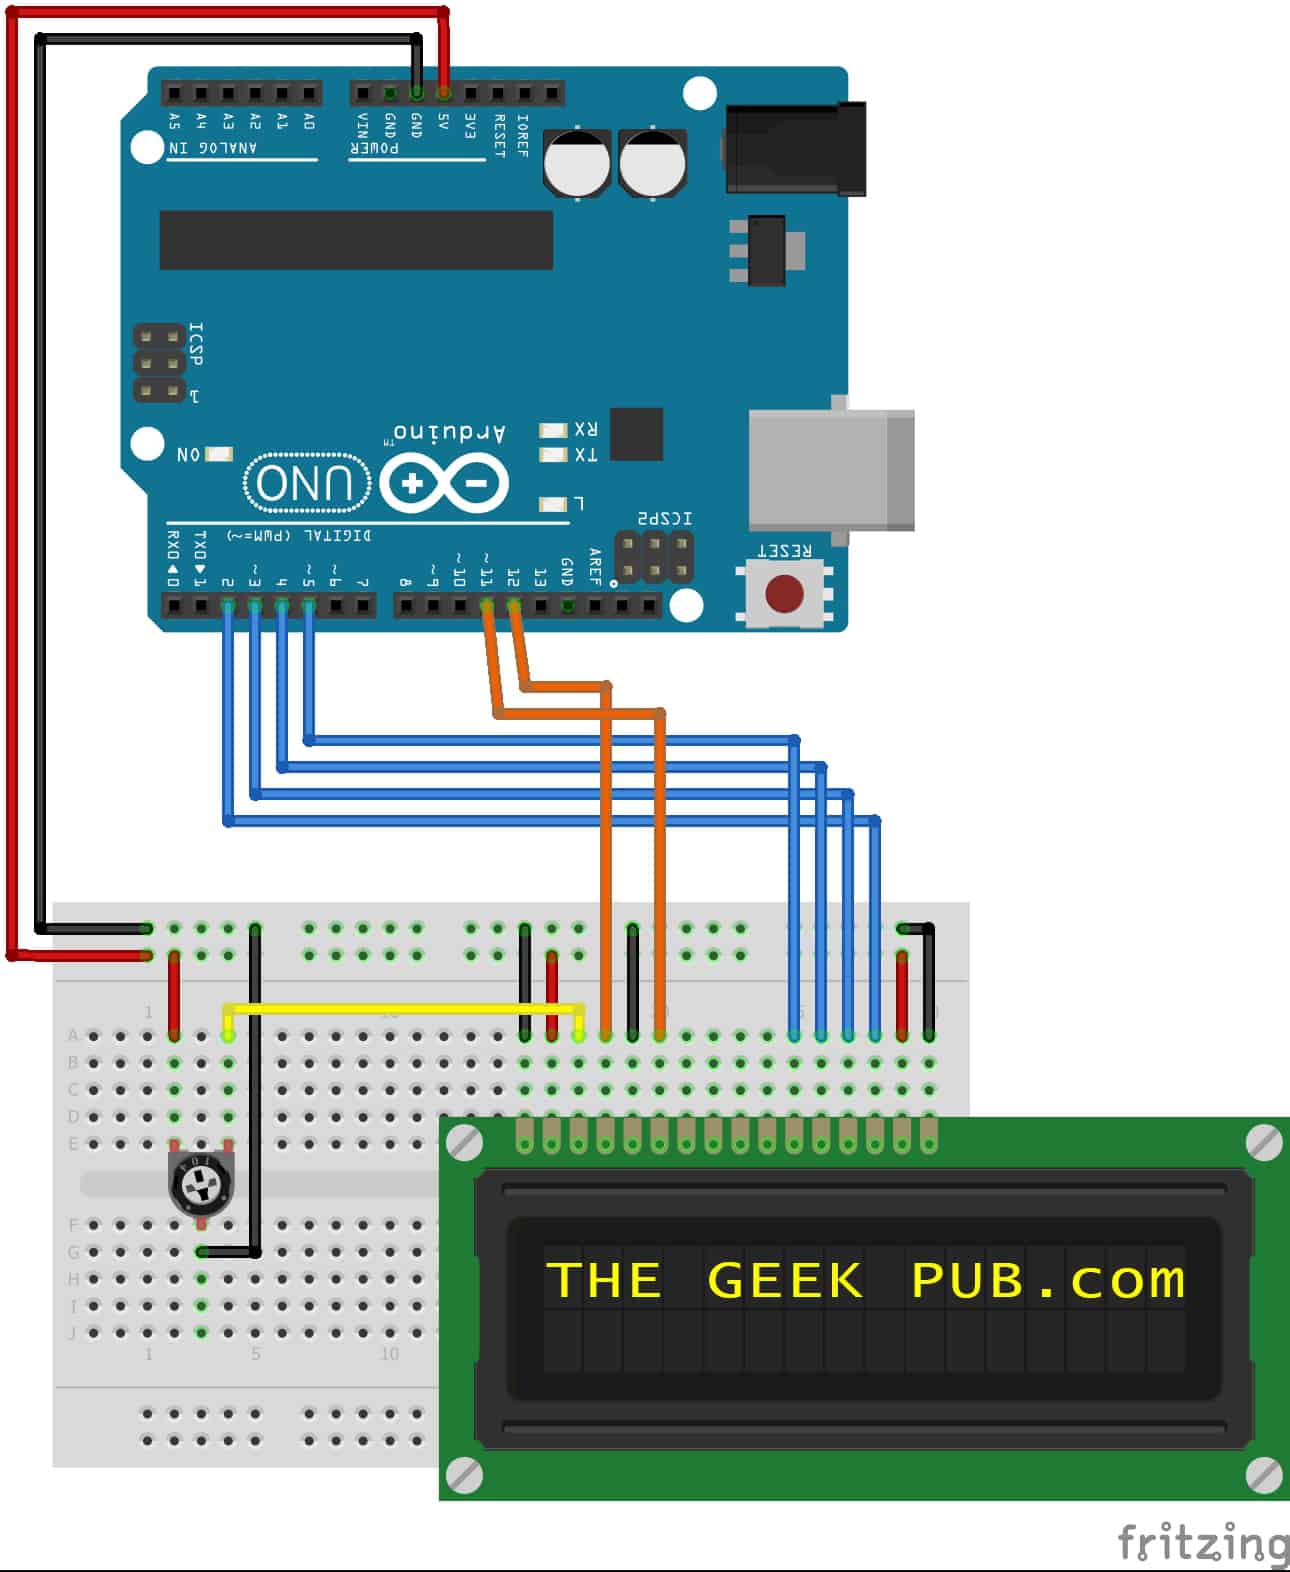 A5 A4 A3 A2 A1 A0
VIN GND GND 5V 3V3 RESET IOREF
ANALOG IN
POWER
ICSP
1
Arduino™
RX
TX
ON
UNO
L
ICSP2
DIGITAL (PWM=~)
RESET
RX0◀0 TX0▶1 2 ~3 4 ~5 ~6 7 8 ~9 ~10 ~11 12 13 GND AREF
1
A
B
C
D
E
104
F
G
H
I
J
1 5 10
THE GEEK PUB.com
fritzing